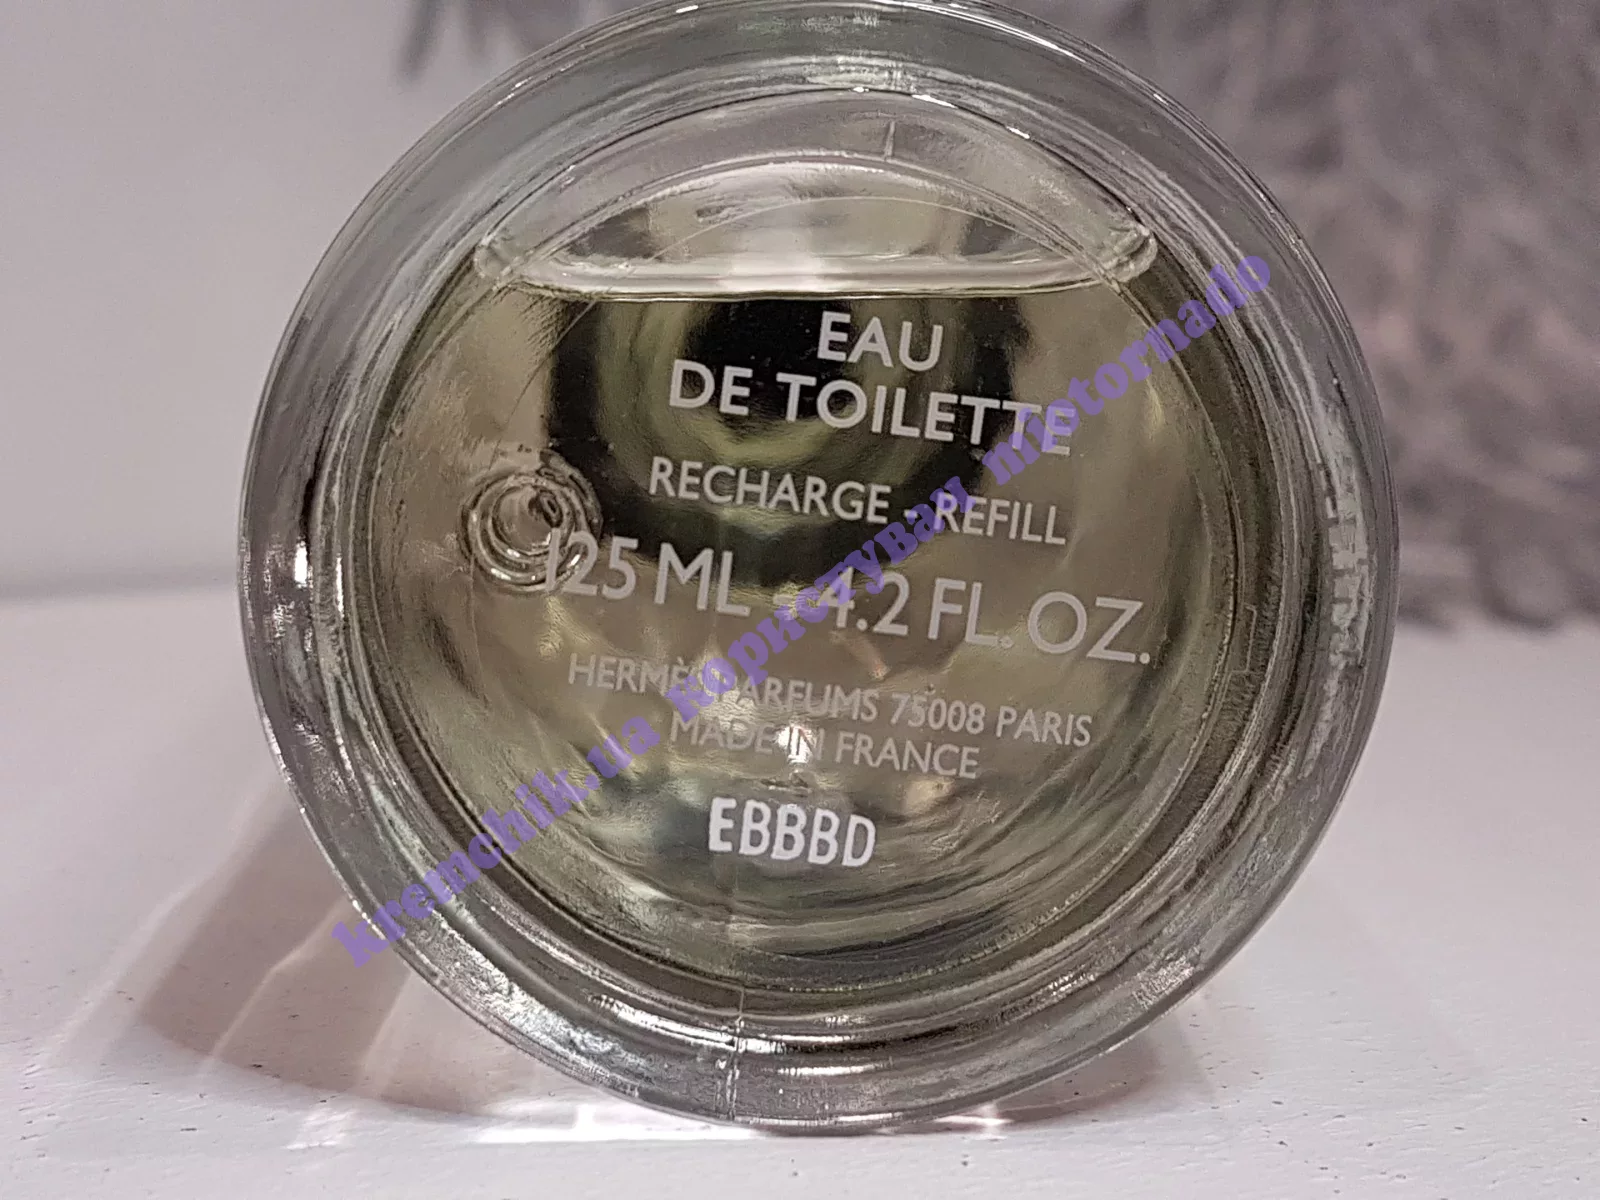 EAU
DE TOILETTE
RECHARGE - REFILL
125 ML - 4.2 FL. OZ.
HERMÈS PARFUMS 75008 PARIS
MADE IN FRANCE
EBBBD
kremchik.ua користувач miotornado